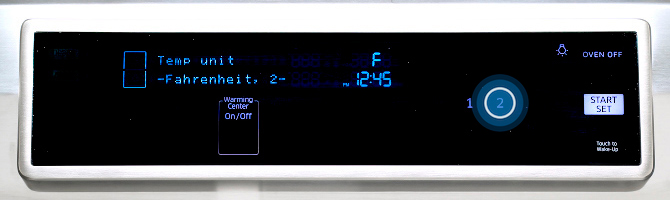 Temp unit F
-Fahrenheit, 2- PM 12:45
Warming
Center
On/Off
1 2
OVEN OFF
START
SET
Touch to
Wake-Up